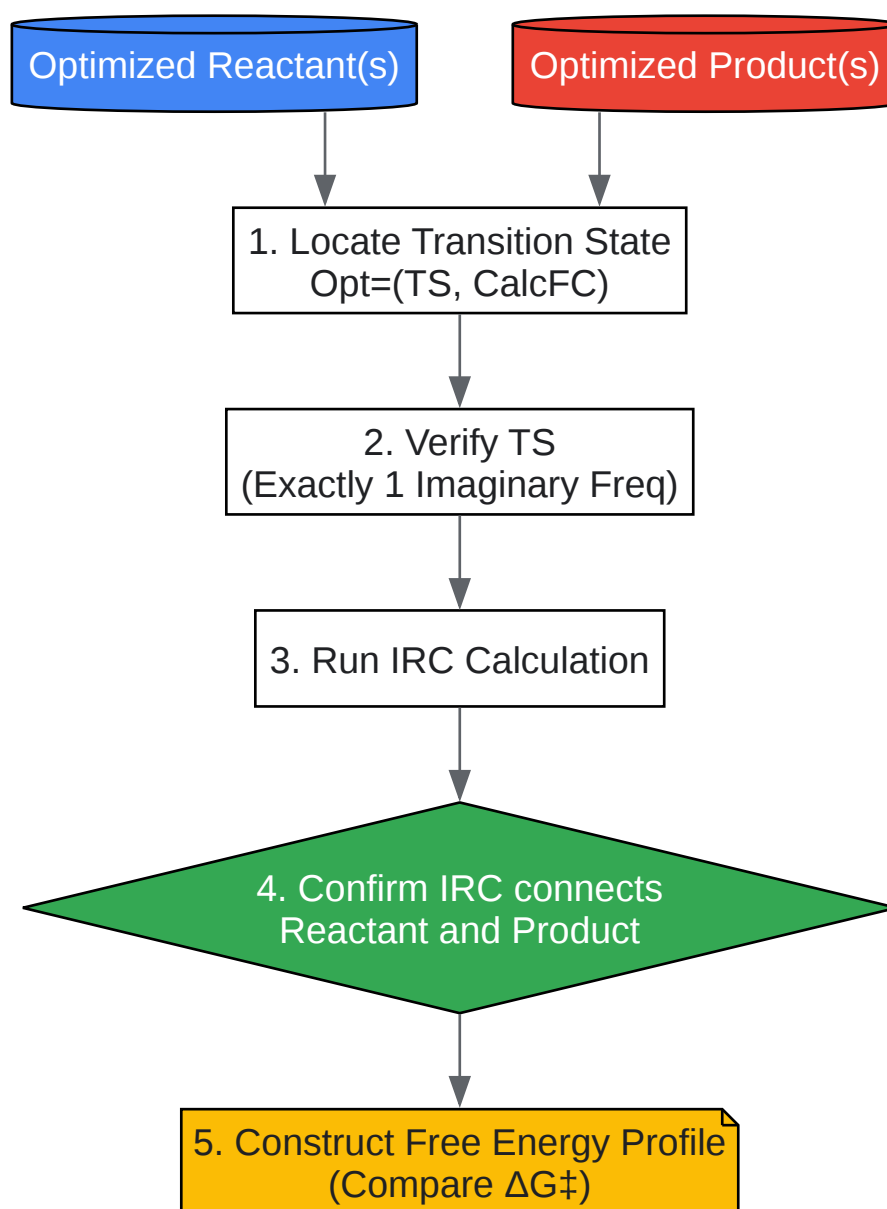 Optimized Reactant(s)
Optimized Product(s)
1. Locate Transition State
Opt=(TS, CalcFC)
2. Verify TS
(Exactly 1 Imaginary Freq)
3. Run IRC Calculation
4. Confirm IRC connects
Reactant and Product
5. Construct Free Energy Profile
(Compare ΔG‡)